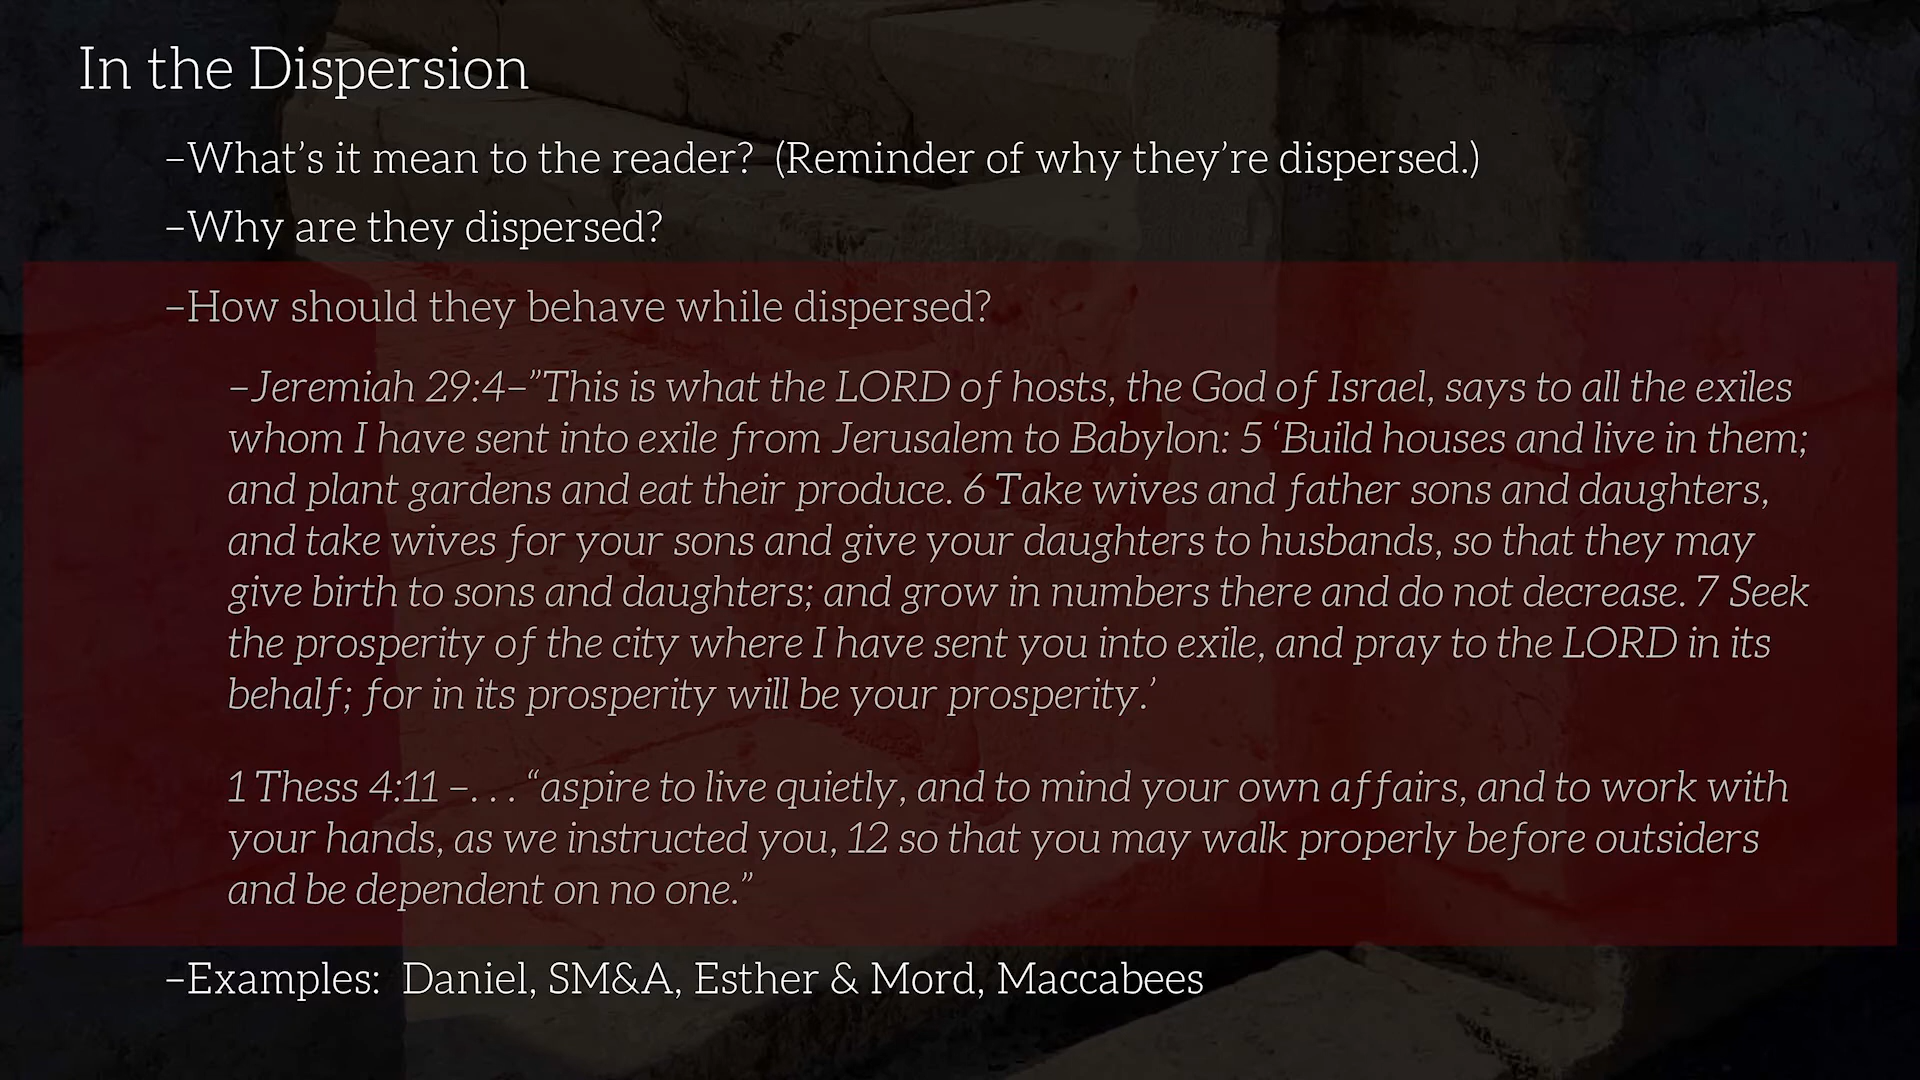 In the Dispersion
–What's it mean to the reader?  (Reminder of why they're dispersed.)
–Why are they dispersed?
–How should they behave while dispersed?
–Jeremiah 29:4–”This is what the LORD of hosts, the God of Israel, says to all the exiles
whom I have sent into exile from Jerusalem to Babylon: 5 ‘Build houses and live in them;
and plant gardens and eat their produce. 6 Take wives and father sons and daughters,
and take wives for your sons and give your daughters to husbands, so that they may
give birth to sons and daughters; and grow in numbers there and do not decrease. 7 Seek
the prosperity of the city where I have sent you into exile, and pray to the LORD in its
behalf; for in its prosperity will be your prosperity.’
1 Thess 4:11 –. . . “aspire to live quietly, and to mind your own affairs, and to work with
your hands, as we instructed you, 12 so that you may walk properly before outsiders
and be dependent on no one.”
–Examples:  Daniel, SM&A, Esther & Mord, Maccabees